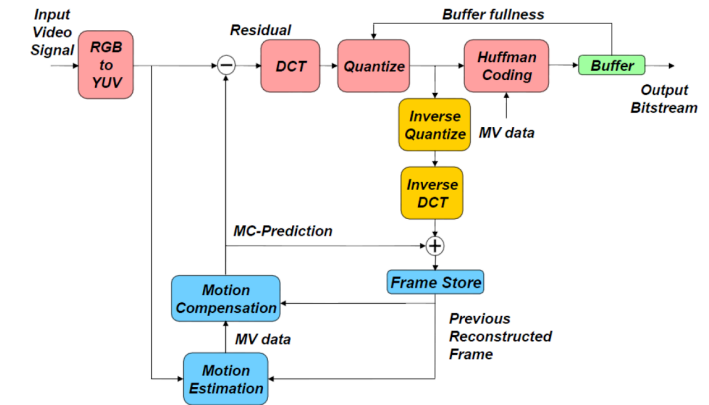 Input
Video
Signal
RGB
to
YUV
Residual
DCT
Quantize
Buffer fullness
Huffman
Coding
Buffer
Output
Bitstream
Inverse
Quantize
MV data
Inverse
DCT
MC-Prediction
Frame Store
Motion
Compensation
Previous
Reconstructed
Frame
MV data
Motion
Estimation